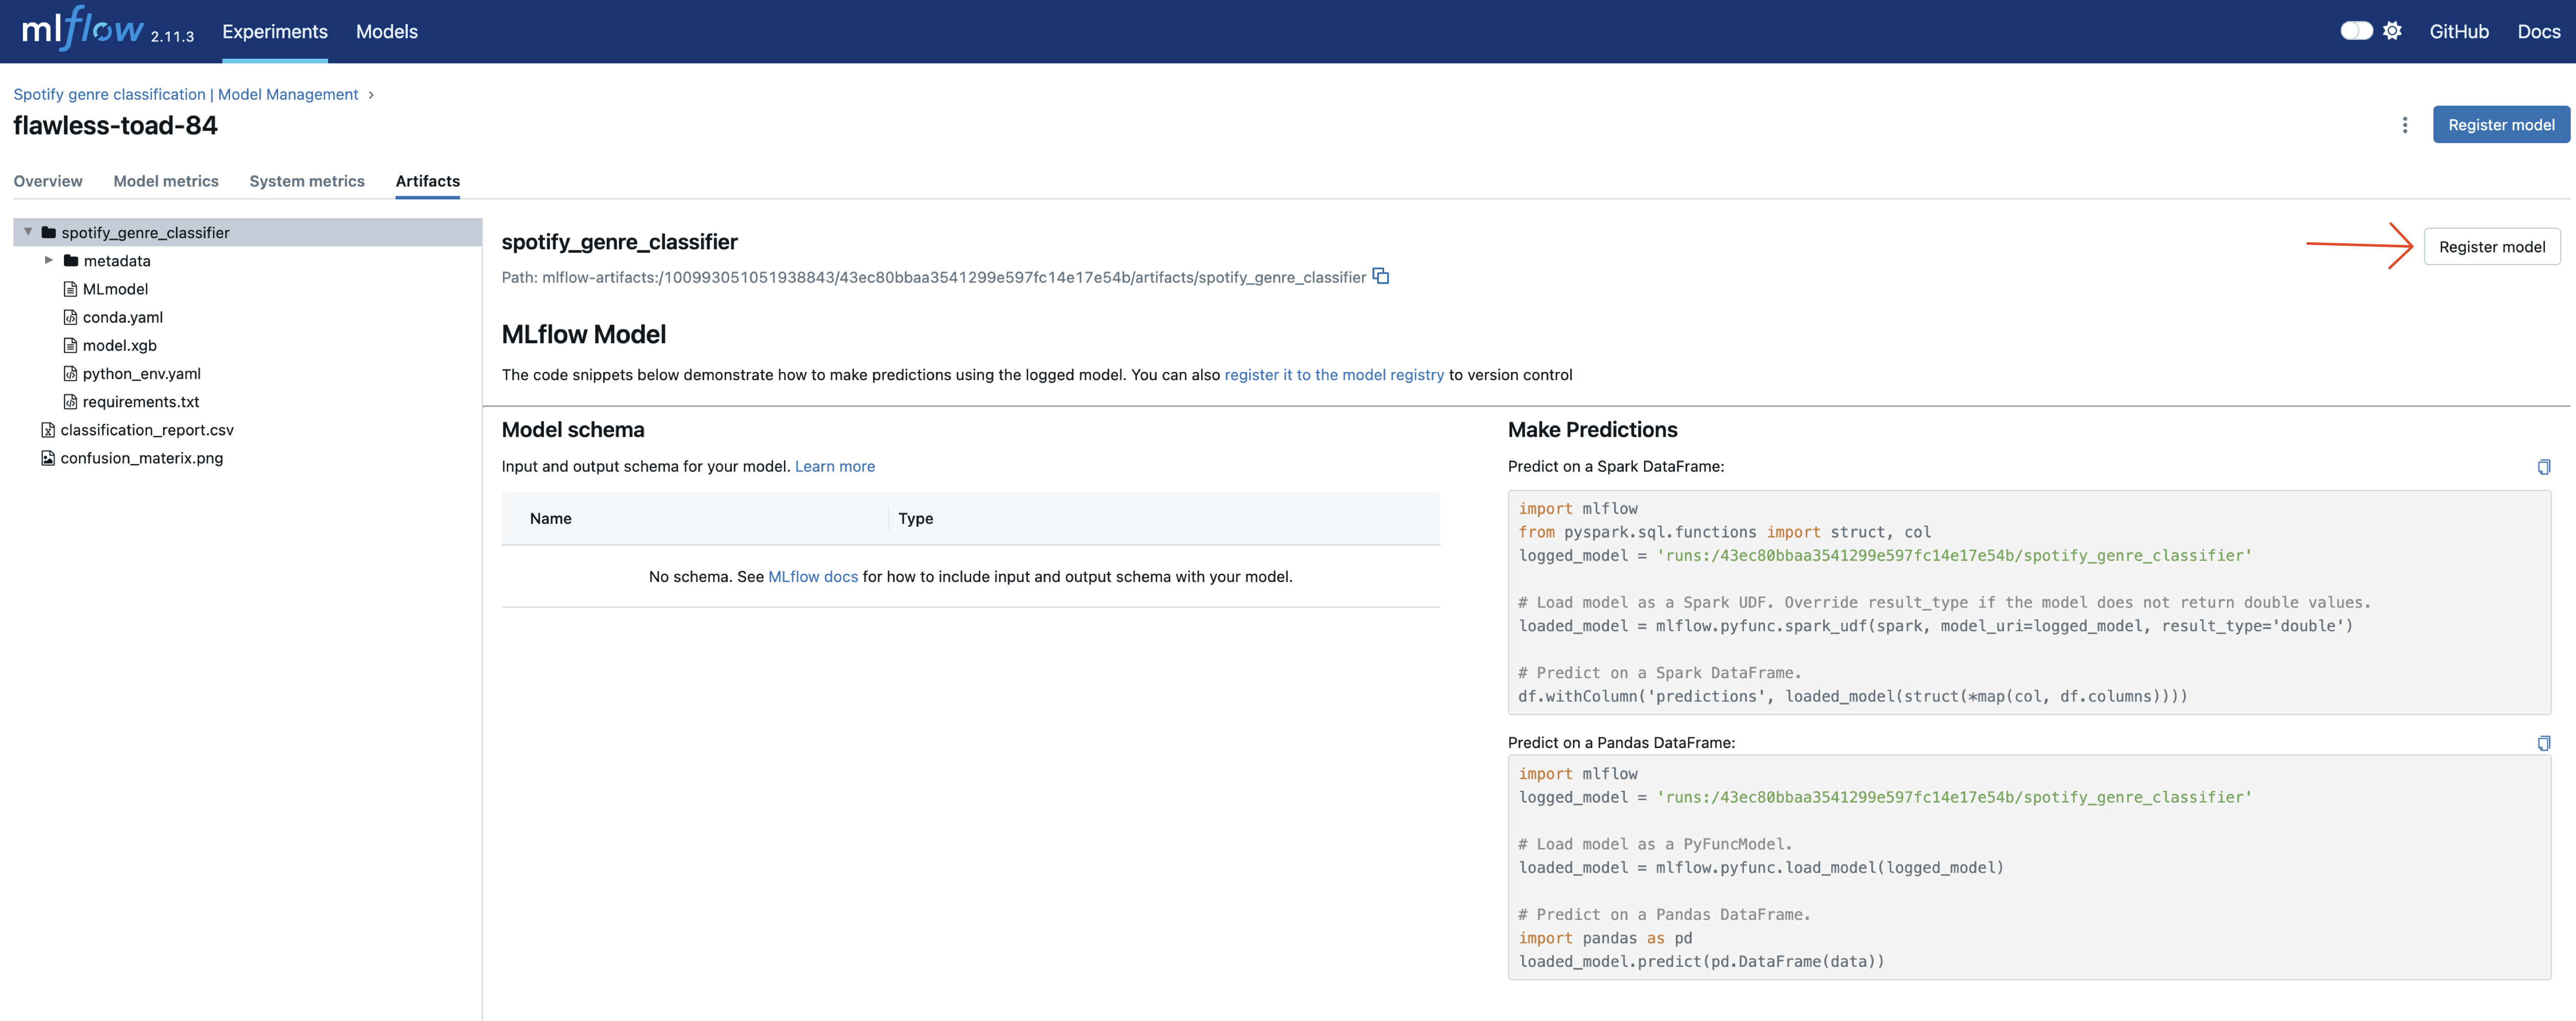 mlflow 2.11.3 Experiments Models GitHub Docs
Spotify genre classification | Model Management >
flawless-toad-84
Register model
Overview Model metrics System metrics Artifacts
spotify_genre_classifier
metadata
MLmodel
conda.yaml
model.xgb
python_env.yaml
requirements.txt
classification_report.csv
confusion_materix.png
spotify_genre_classifier
Register model
Path: mlflow-artifacts:/100993051051938843/43ec80bbaa3541299e597fc14e17e54b/artifacts/spotify_genre_classifier
MLflow Model
The code snippets below demonstrate how to make predictions using the logged model. You can also register it to the model registry to version control
Model schema
Input and output schema for your model. Learn more
Name Type
No schema. See MLflow docs for how to include input and output schema with your model.
Make Predictions
Predict on a Spark DataFrame:
import mlflow
from pyspark.sql.functions import struct, col
logged_model = 'runs:/43ec80bbaa3541299e597fc14e17e54b/spotify_genre_classifier'
# Load model as a Spark UDF. Override result_type if the model does not return double values.
loaded_model = mlflow.pyfunc.spark_udf(spark, model_uri=logged_model, result_type='double')
# Predict on a Spark DataFrame.
df.withColumn('predictions', loaded_model(struct(*map(col, df.columns))))
Predict on a Pandas DataFrame:
import mlflow
logged_model = 'runs:/43ec80bbaa3541299e597fc14e17e54b/spotify_genre_classifier'
# Load model as a PyFuncModel.
loaded_model = mlflow.pyfunc.load_model(logged_model)
# Predict on a Pandas DataFrame.
import pandas as pd
loaded_model.predict(pd.DataFrame(data))